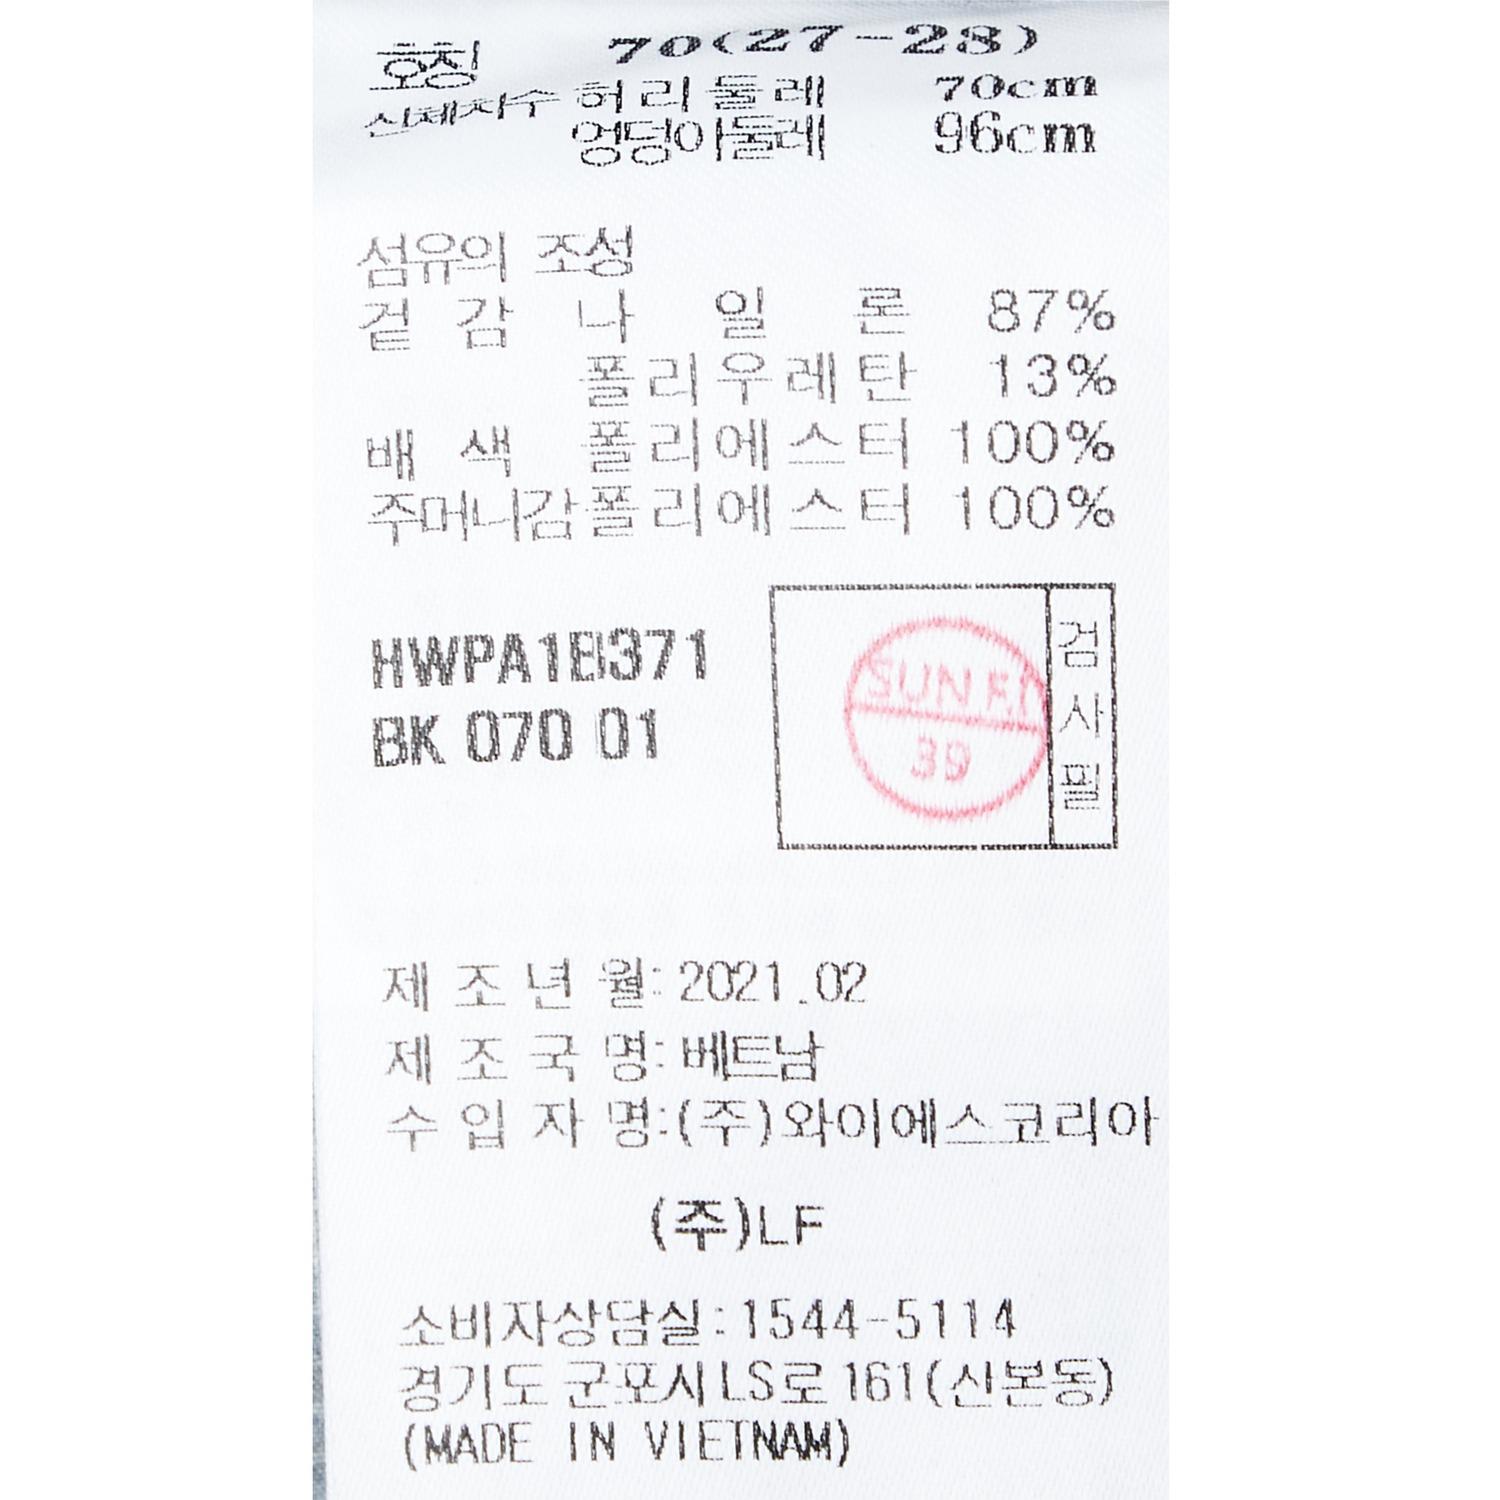 호칭 70(27-28)
신체치수 허리둘레 70cm
엉덩이둘레 96cm
섬유의 조성
겉감 나일론 87%
폴리우레탄 13%
배색 폴리에스터 100%
주머니감 폴리에스터 100%
HWPA1B371
BK 070 01
39
검사필
제조년월: 2021.02
제조국명: 베트남
수입자명:(주)와이에스코리아
(주)LF
소비자상담실:1544-5114
경기도 군포시 LS로 161(산본동)
(MADE IN VIETNAM)